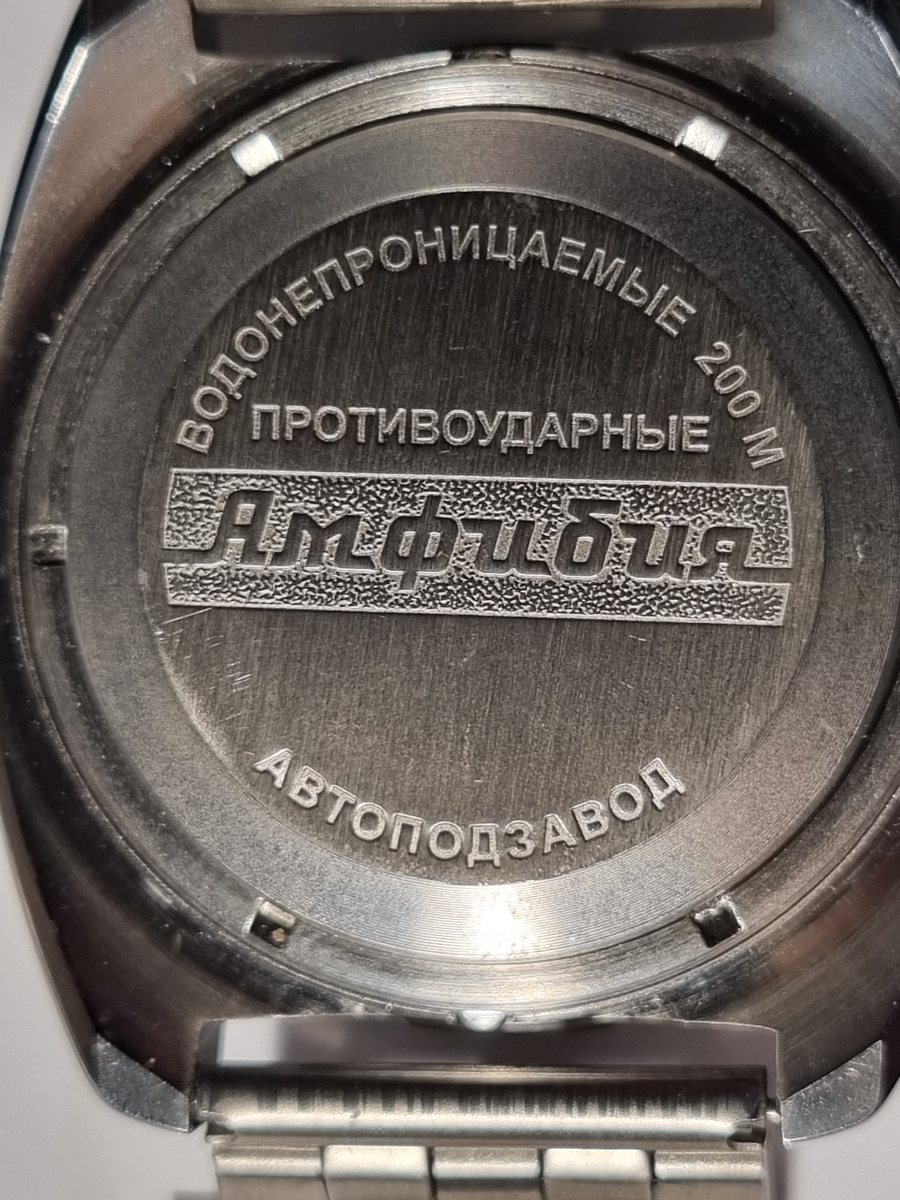 ВОДОНЕПРОНИЦАЕМЫЕ 200 М
ПРОТИВОУДАРНЫЕ
Амфибия
АВТОПОДЗАВОД